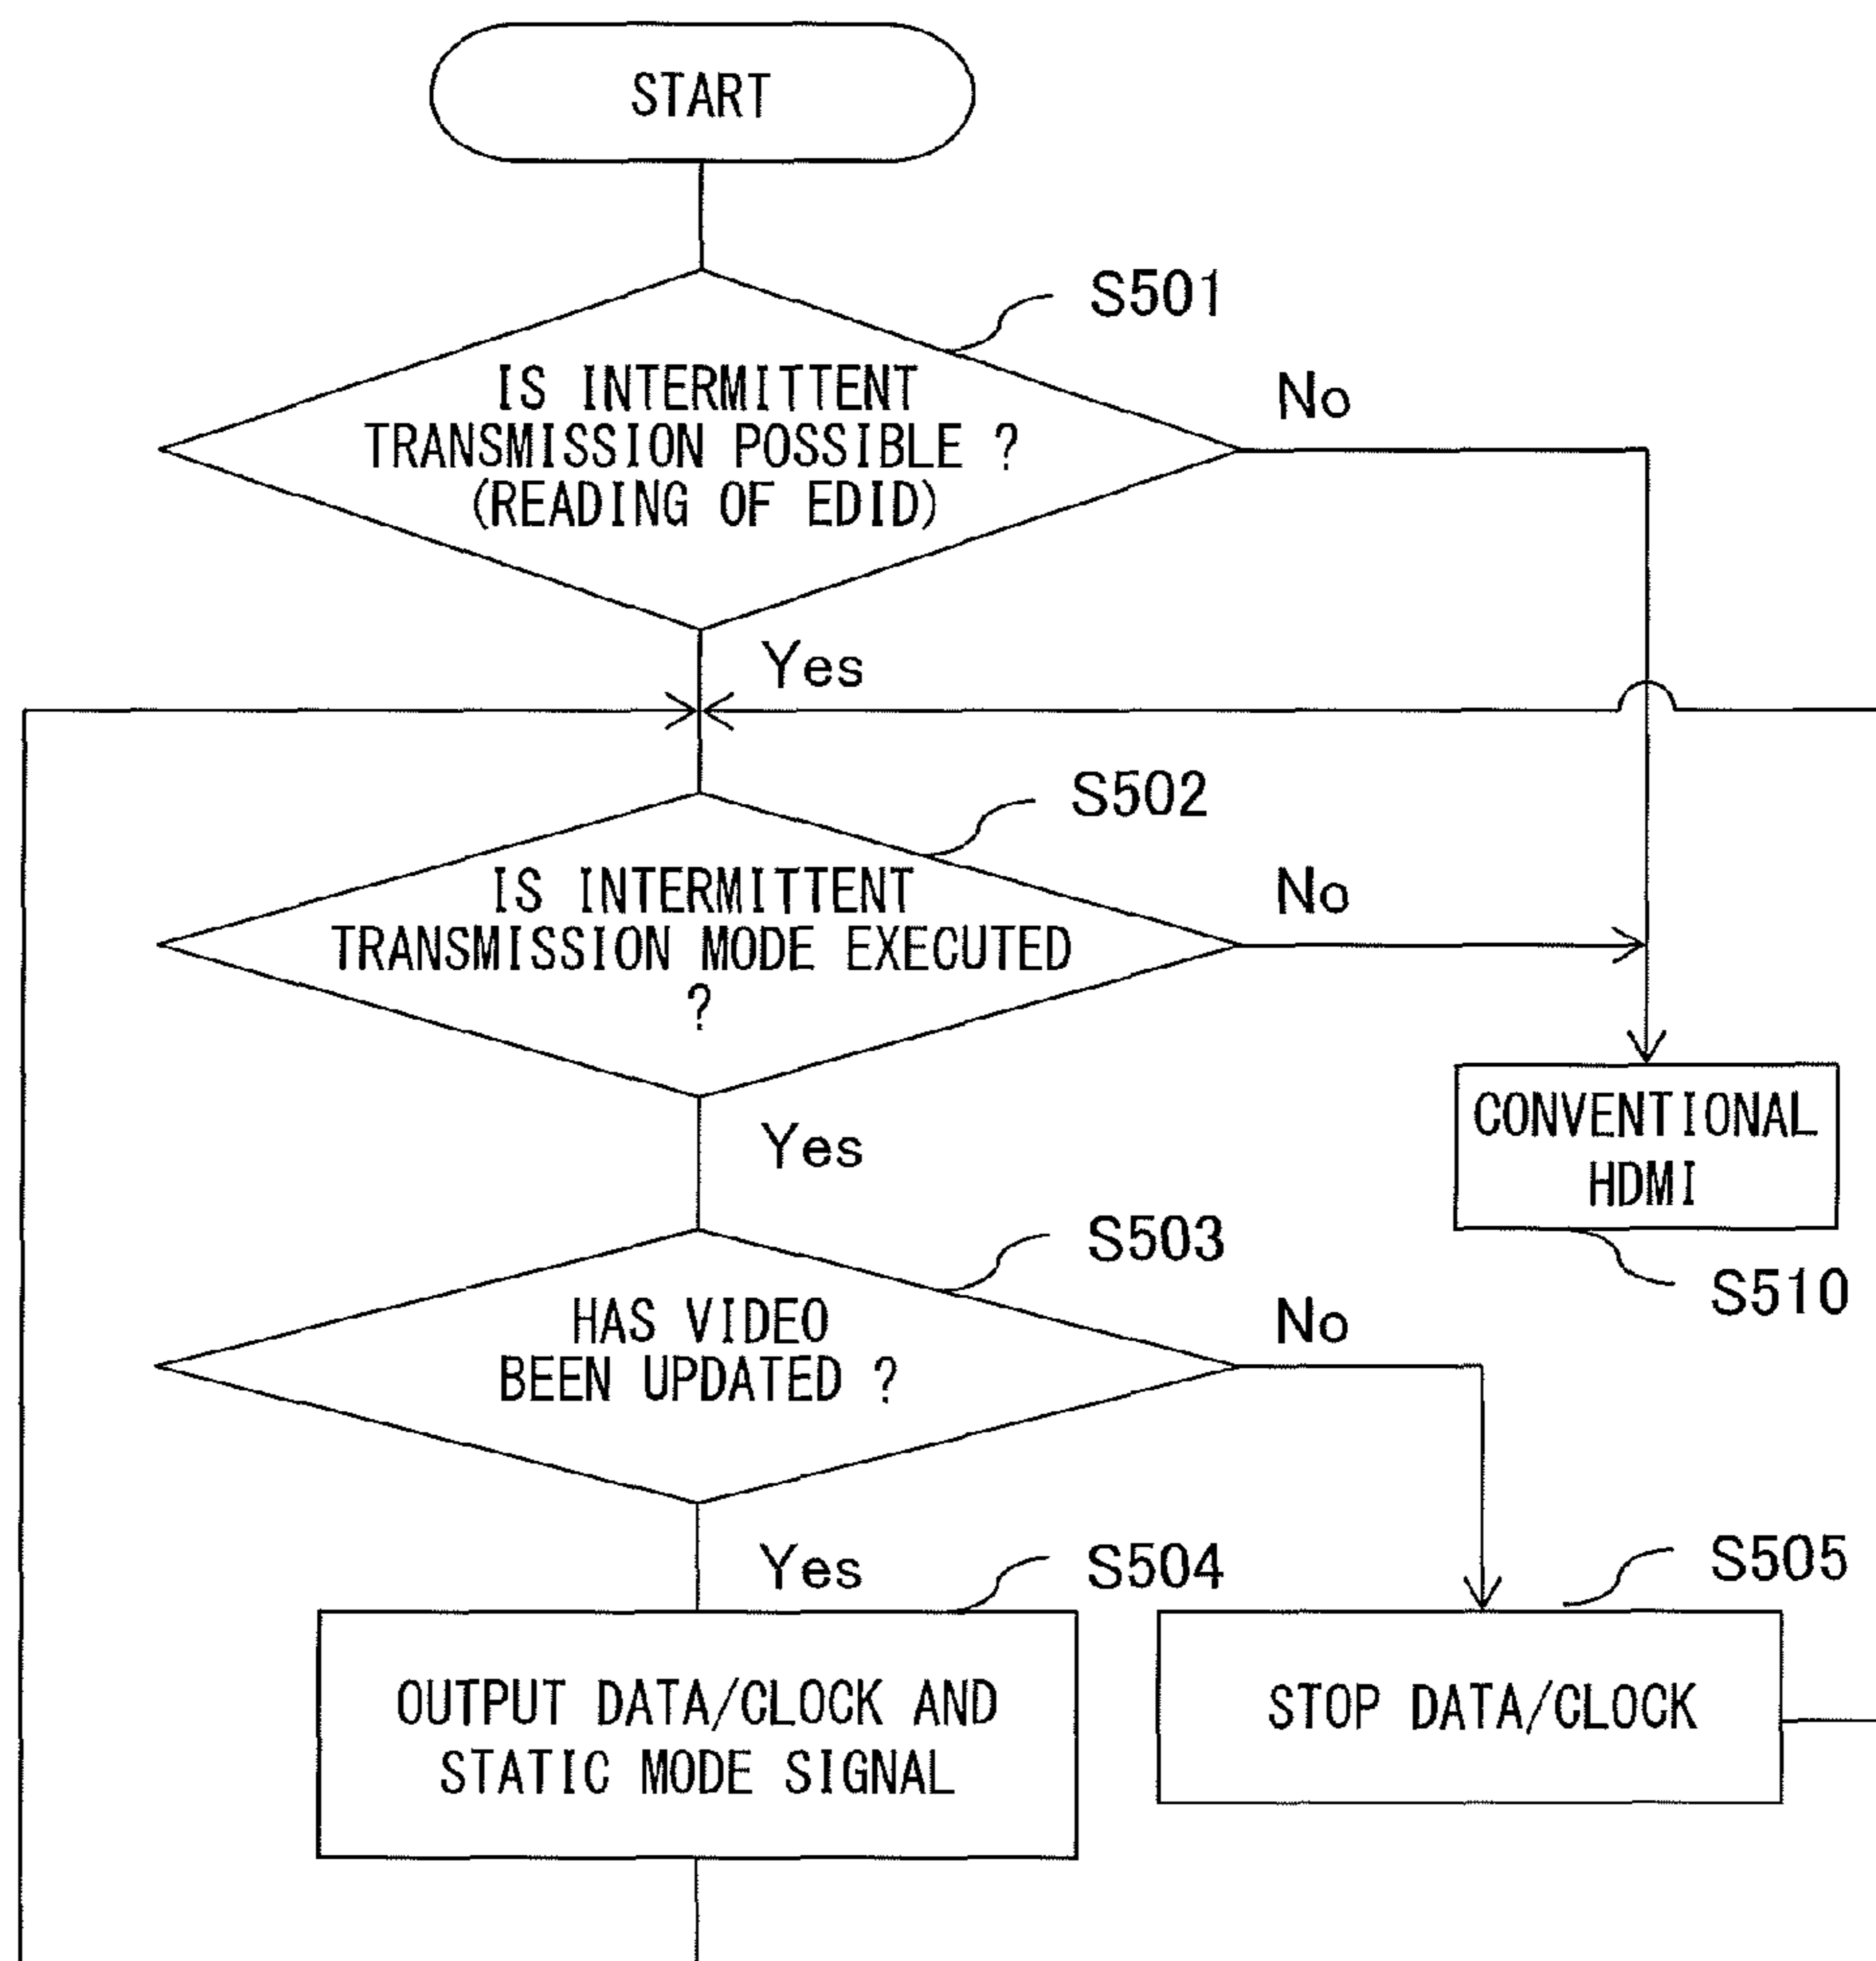 START
S501
IS INTERMITTENT
TRANSMISSION POSSIBLE ?
(READING OF EDID)
No
Yes
S502
IS INTERMITTENT
TRANSMISSION MODE EXECUTED
?
No
Yes
CONVENTIONAL
HDMI
S510
S503
HAS VIDEO
BEEN UPDATED ?
No
Yes
S504
OUTPUT DATA/CLOCK AND
STATIC MODE SIGNAL
S505
STOP DATA/CLOCK